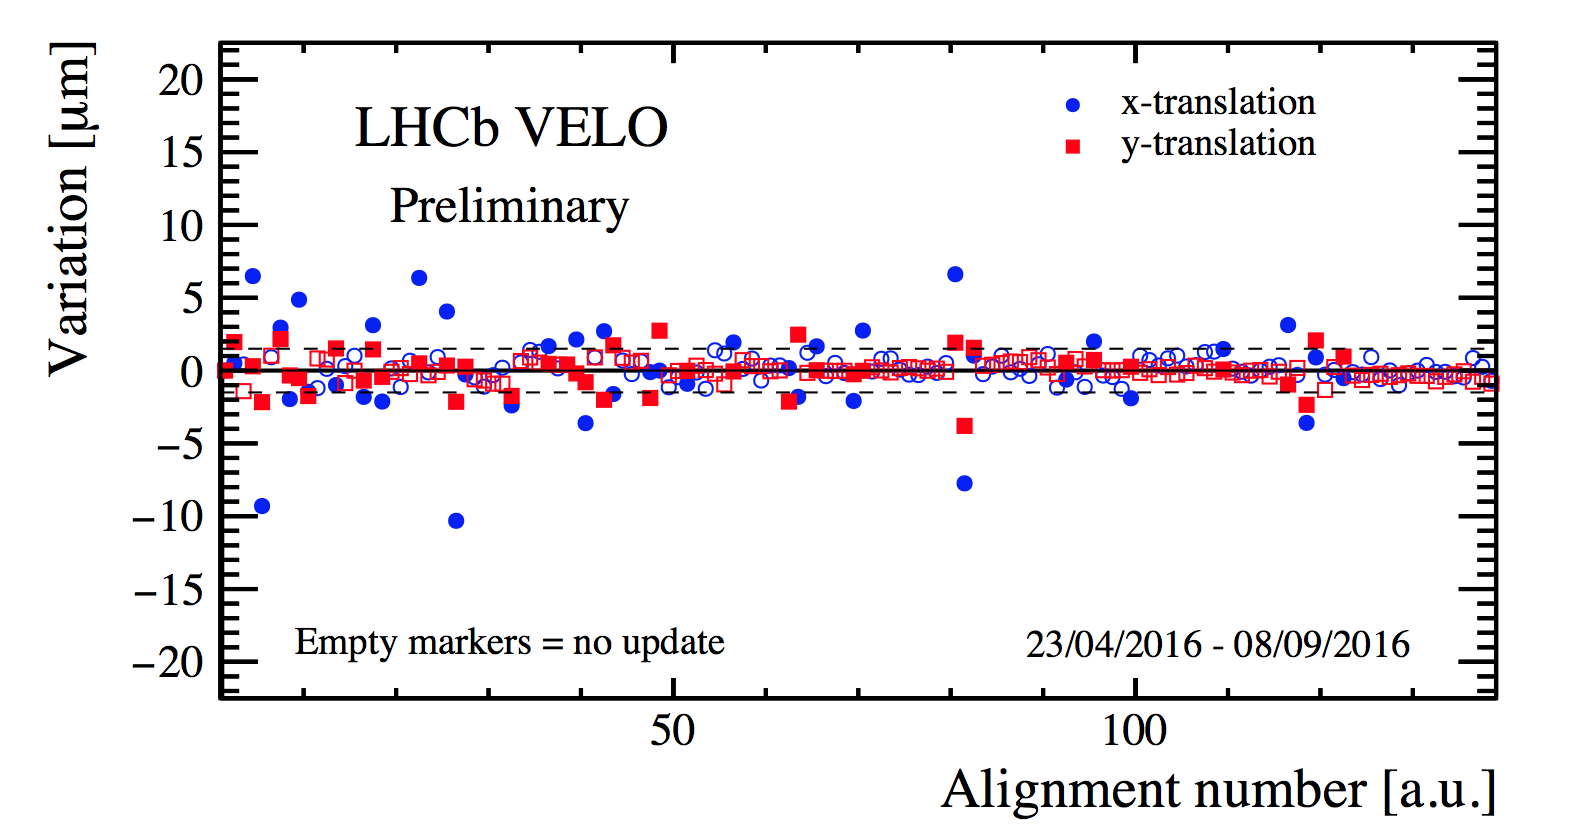 Variation [μm]
20
15
10
5
0
−5
−10
−15
−20
LHCb VELO
Preliminary
x-translation
y-translation
Empty markers = no update
23/04/2016 - 08/09/2016
50
100
Alignment number [a.u.]